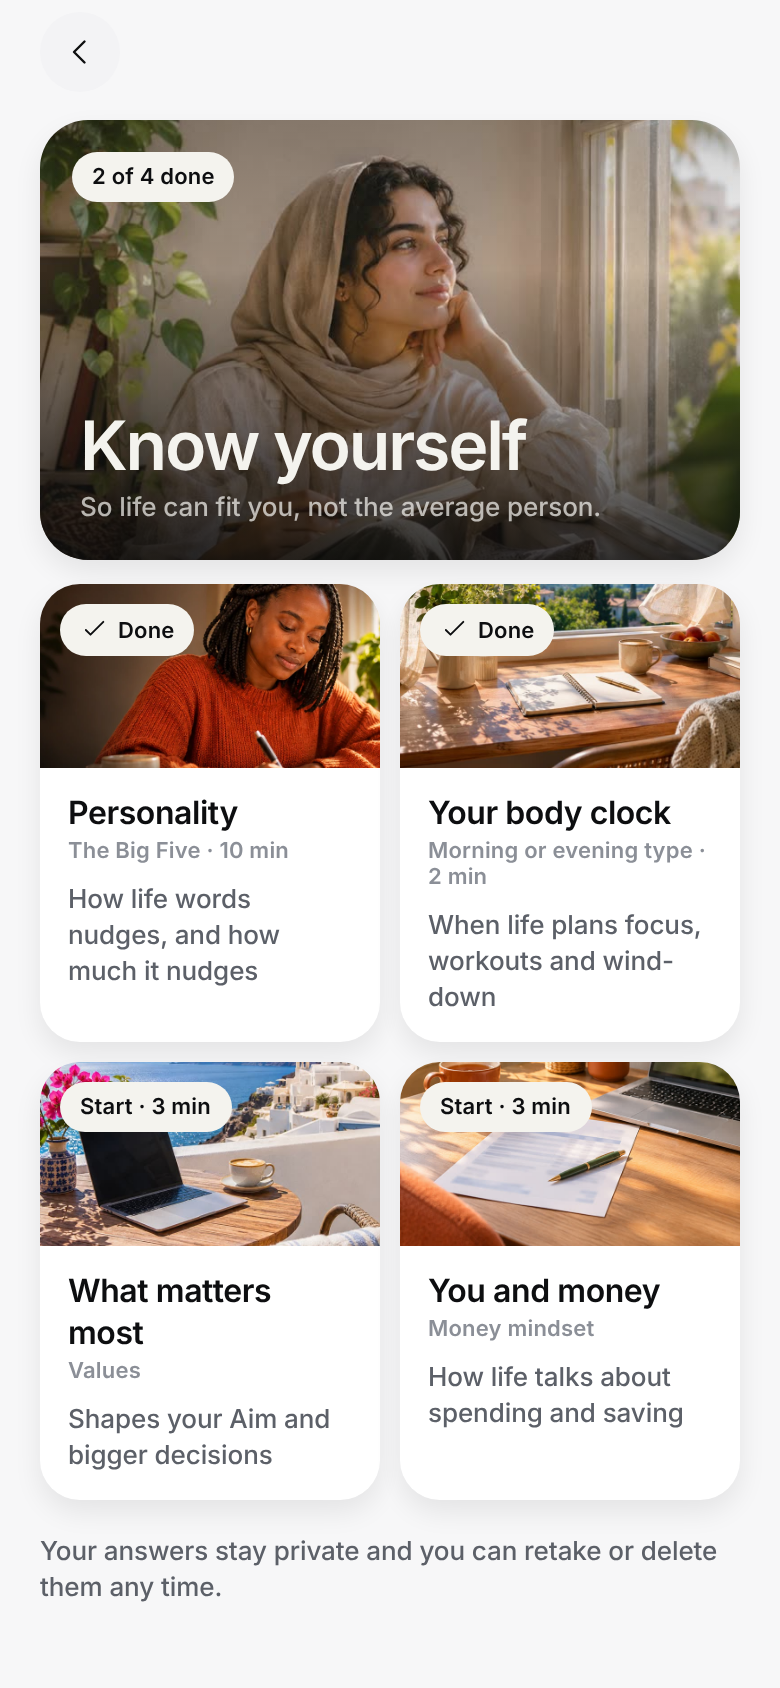 2 of 4 done
Know yourself
So life can fit you, not the average person.
Done
Personality
The Big Five · 10 min
How life words
nudges, and how
much it nudges
Done
Your body clock
Morning or evening type ·
2 min
When life plans focus,
workouts and wind-
down
Start · 3 min
What matters
most
Values
Shapes your Aim and
bigger decisions
Start · 3 min
You and money
Money mindset
How life talks about
spending and saving
Your answers stay private and you can retake or delete
them any time.